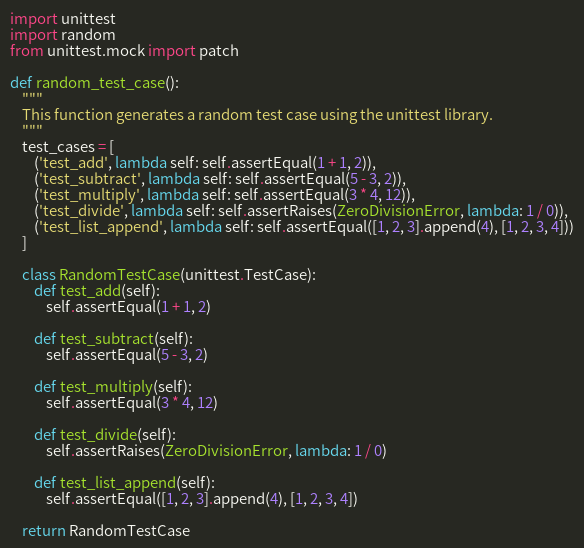 import unittest
import random
from unittest.mock import patch

def random_test_case():
    """
    This function generates a random test case using the unittest library.
    """
    test_cases = [
        ('test_add', lambda self: self.assertEqual(1 + 1, 2)),
        ('test_subtract', lambda self: self.assertEqual(5 - 3, 2)),
        ('test_multiply', lambda self: self.assertEqual(3 * 4, 12)),
        ('test_divide', lambda self: self.assertRaises(ZeroDivisionError, lambda: 1 / 0)),
        ('test_list_append', lambda self: self.assertEqual([1, 2, 3].append(4), [1, 2, 3, 4]))
    ]

    class RandomTestCase(unittest.TestCase):
        def test_add(self):
            self.assertEqual(1 + 1, 2)

        def test_subtract(self):
            self.assertEqual(5 - 3, 2)

        def test_multiply(self):
            self.assertEqual(3 * 4, 12)

        def test_divide(self):
            self.assertRaises(ZeroDivisionError, lambda: 1 / 0)

        def test_list_append(self):
            self.assertEqual([1, 2, 3].append(4), [1, 2, 3, 4])

    return RandomTestCase